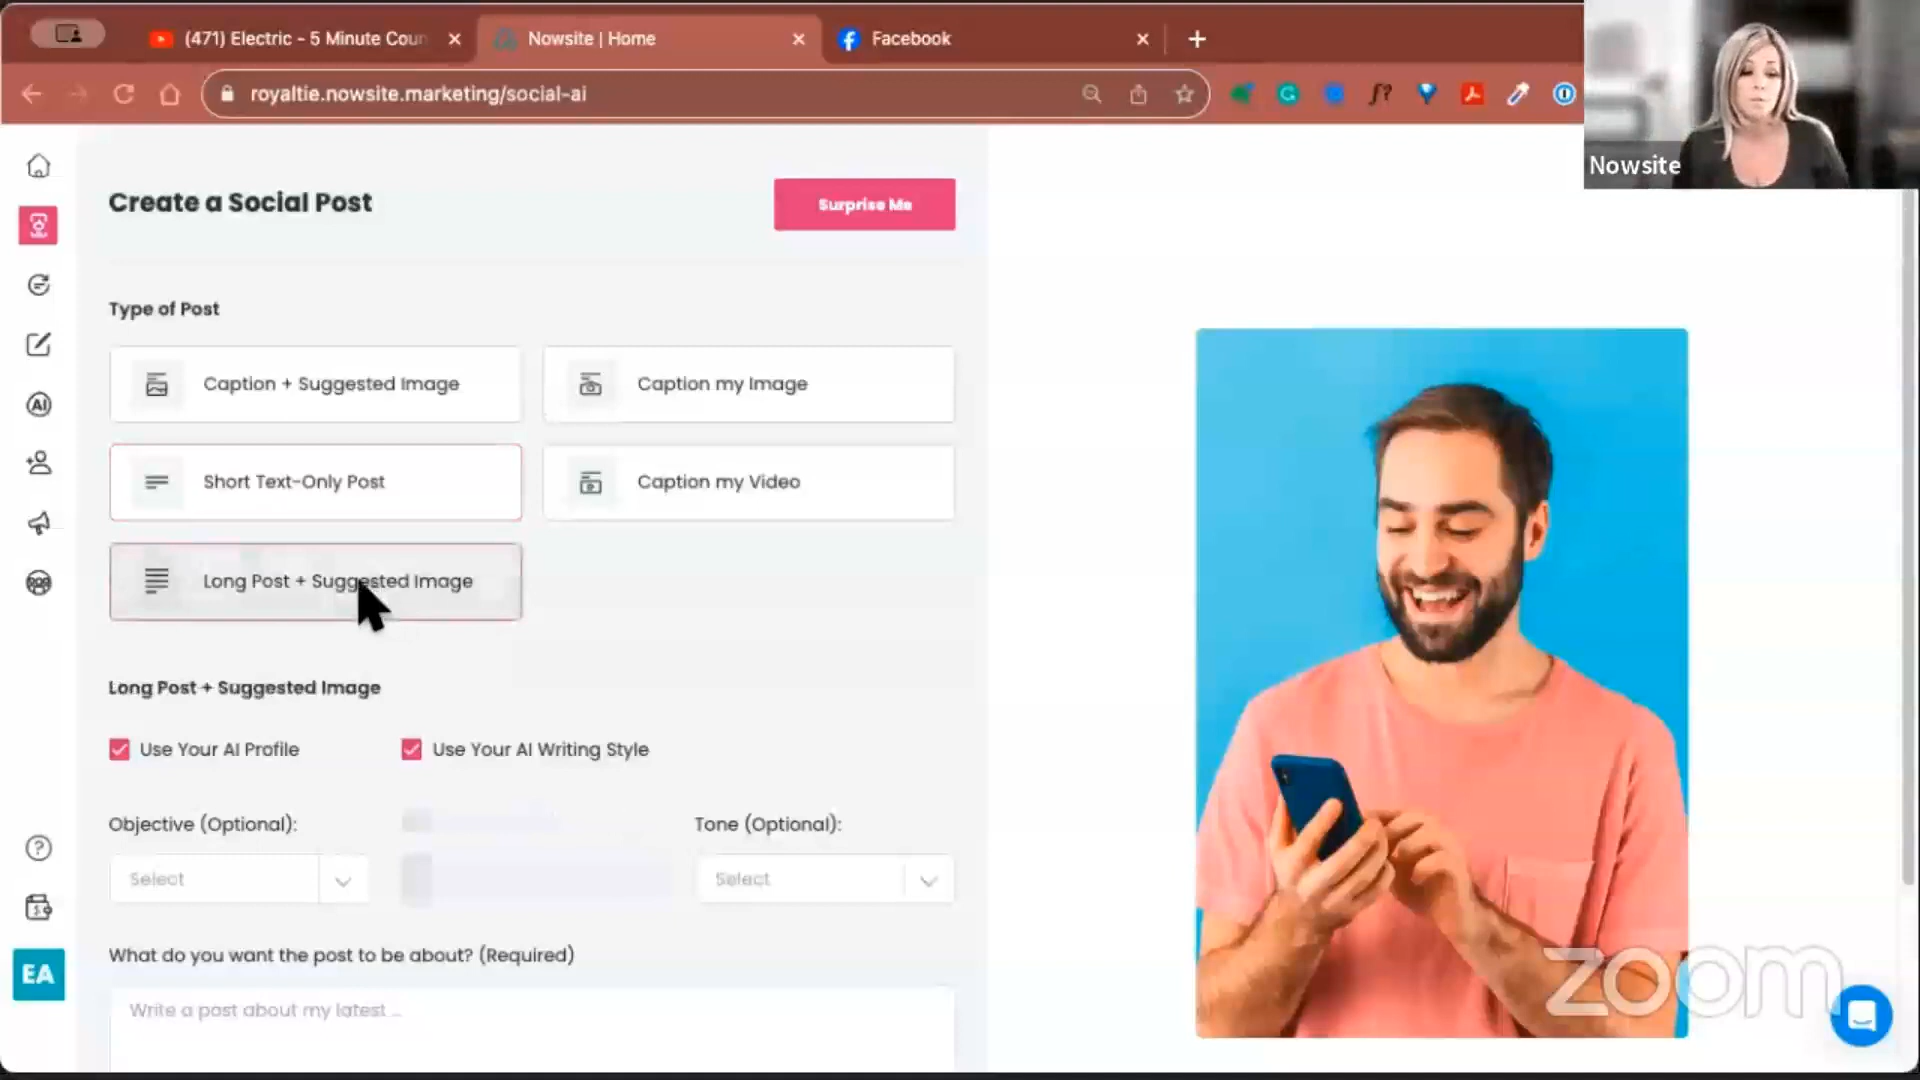 (471) Electric - 5 Minute Coun
Nowsite | Home
Facebook
royaltie.nowsite.marketing/social-ai
Nowsite
Create a Social Post
Surprise Me
Type of Post
Caption + Suggested Image
Caption my Image
Short Text-Only Post
Caption my Video
Long Post + Suggested Image
Long Post + Suggested Image
Use Your AI Profile
Use Your AI Writing Style
Objective (Optional):
Tone (Optional):
Select
Select
What do you want the post to be about? (Required)
Write a post about my latest ...
AI
EA
zoom